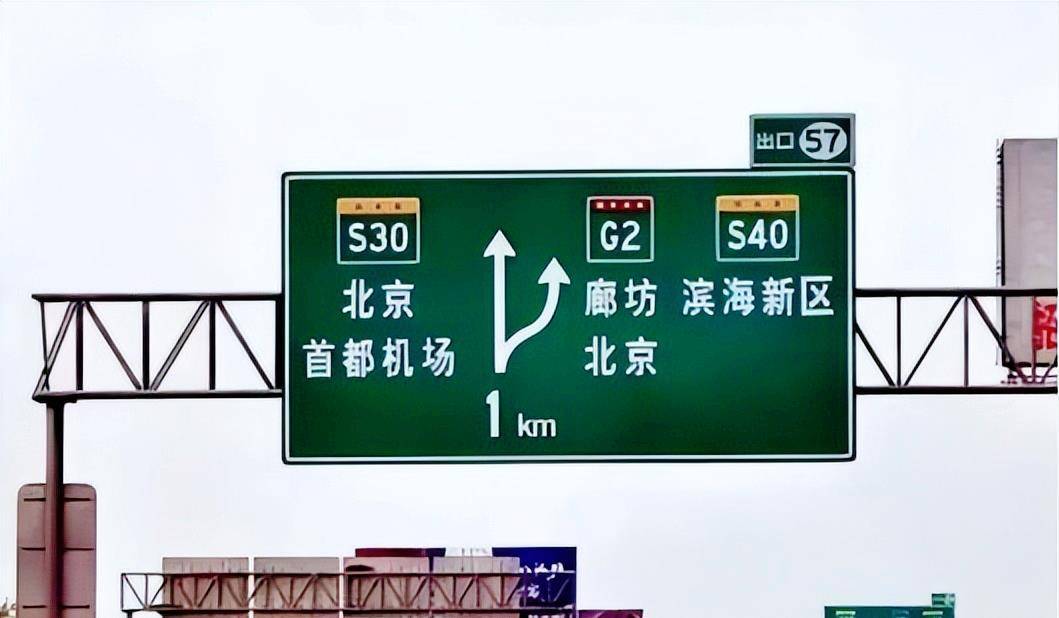 出口 57
S30
G2 S40
北京
廊坊 滨海新区
首都机场
北京
1 km